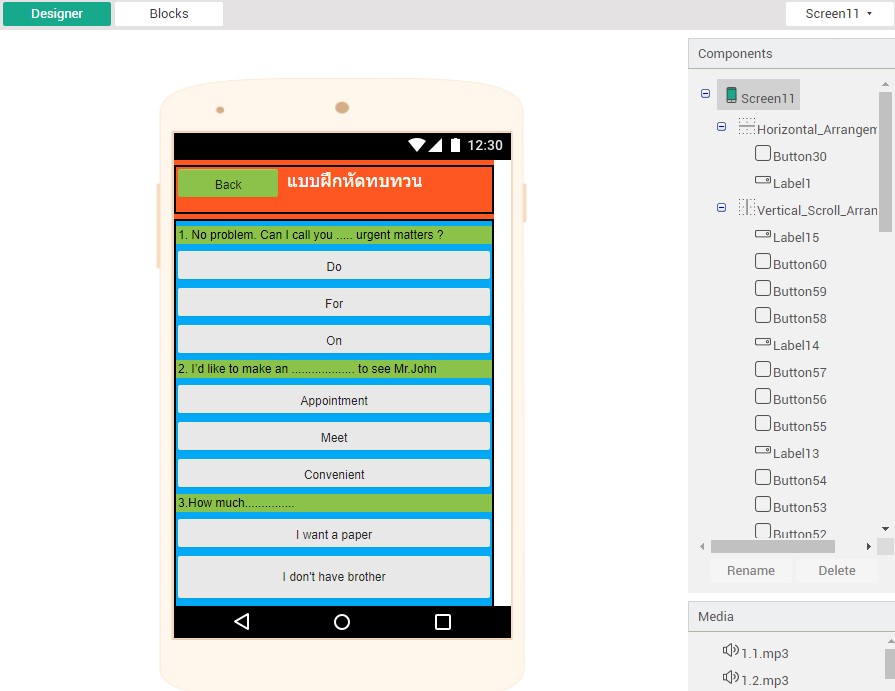 Designer
Blocks
Screen11
Components
Screen11
Horizontal_Arrangem
Button30
Label1
Vertical_Scroll_Arran
Label15
Button60
Button59
Button58
Label14
Button57
Button56
Button55
Label13
Button54
Button53
Button52
Rename
Delete
Media
1.1.mp3
1.2.mp3
12:30
Back
แบบฝึกหัดทบทวน
1. No problem. Can I call you ..... urgent matters ?
Do
For
On
2. I'd like to make an .................. to see Mr.John
Appointment
Meet
Convenient
3.How much..............
I want a paper
I don't have brother